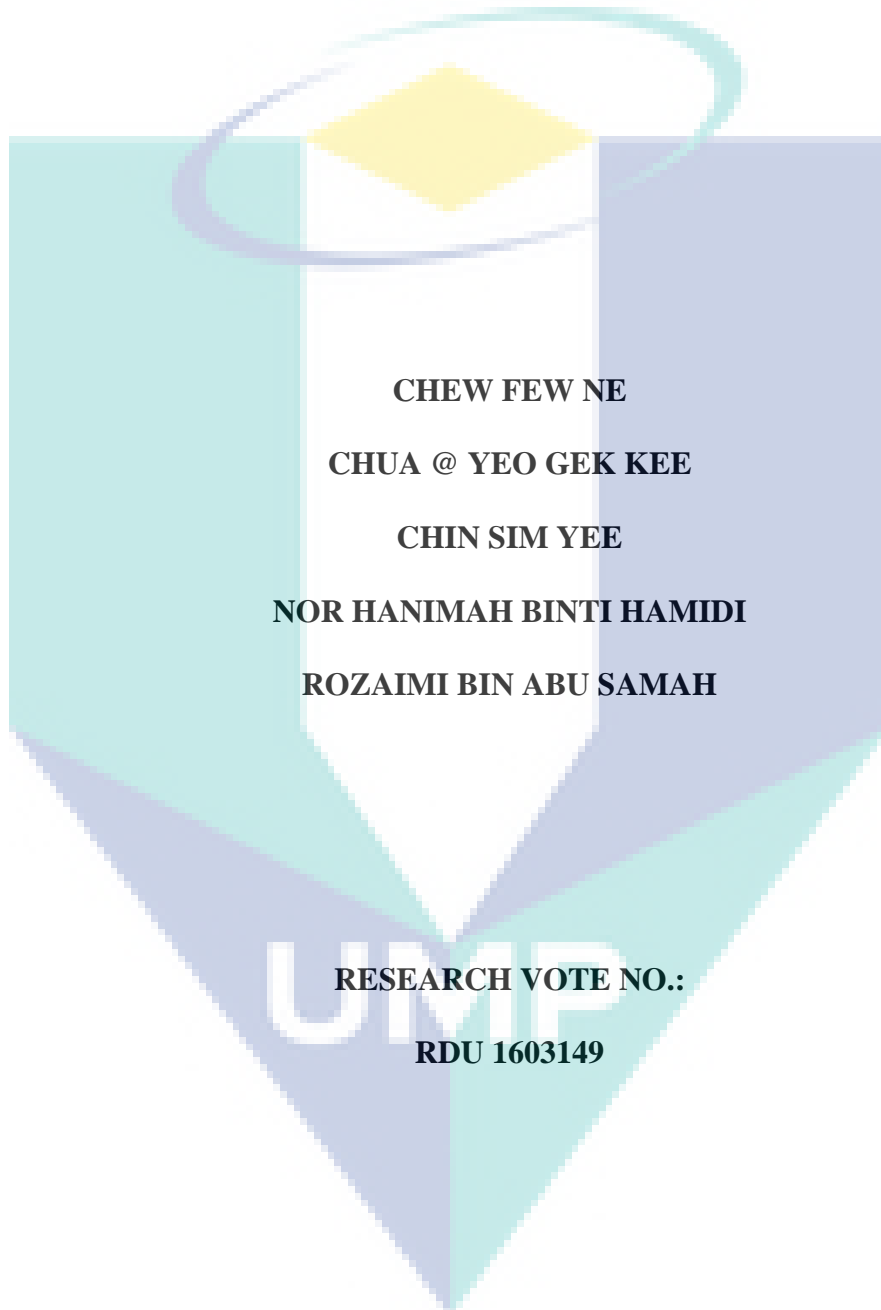 CHEW FEW NE
CHUA @ YEO GEK KEE
CHIN SIM YEE
NOR HANIMAH BINTI HAMIDI
ROZAIMI BIN ABU SAMAH
UMP
RESEARCH VOTE NO.:
RDU 1603149